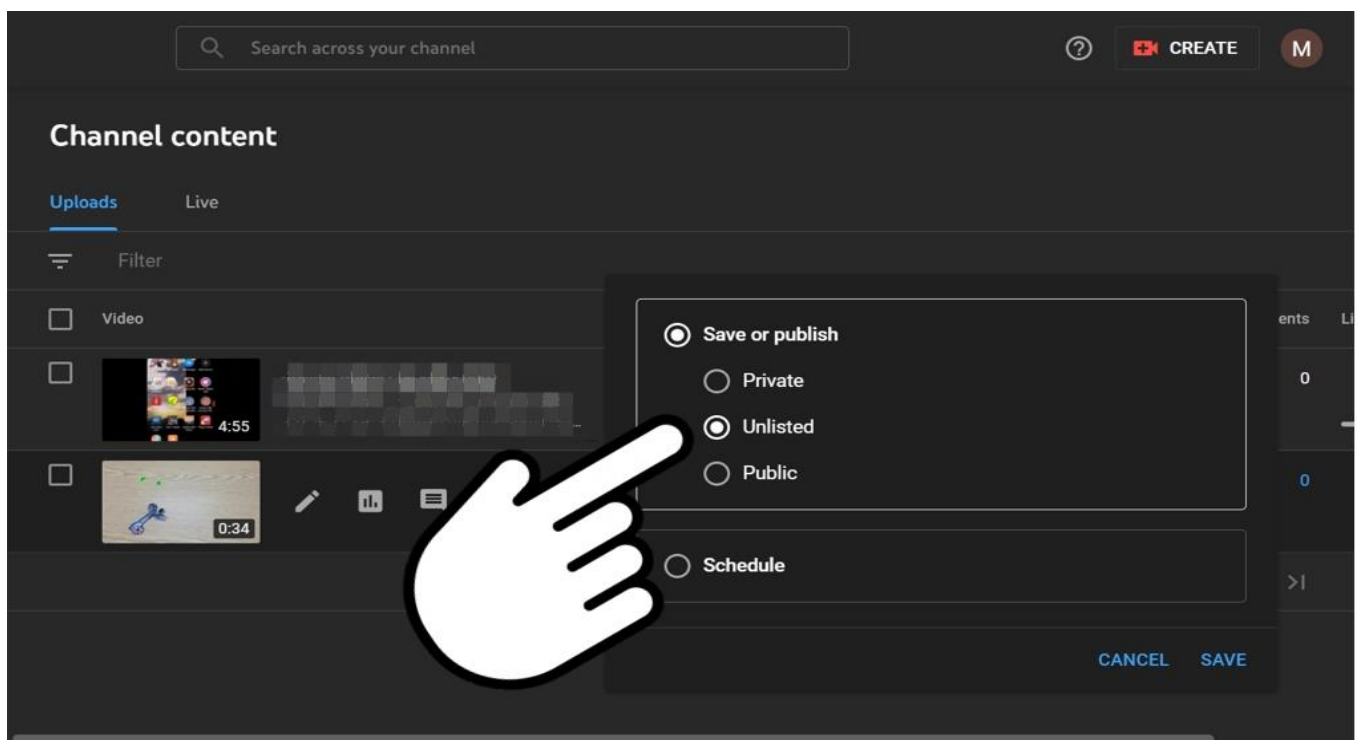 Search across your channel
CREATE
M
Channel content
Uploads Live
Filter
Video
ents
Li
Save or publish
Private
Unlisted
Public
4:55
0
0:34
0
Schedule
CANCEL SAVE